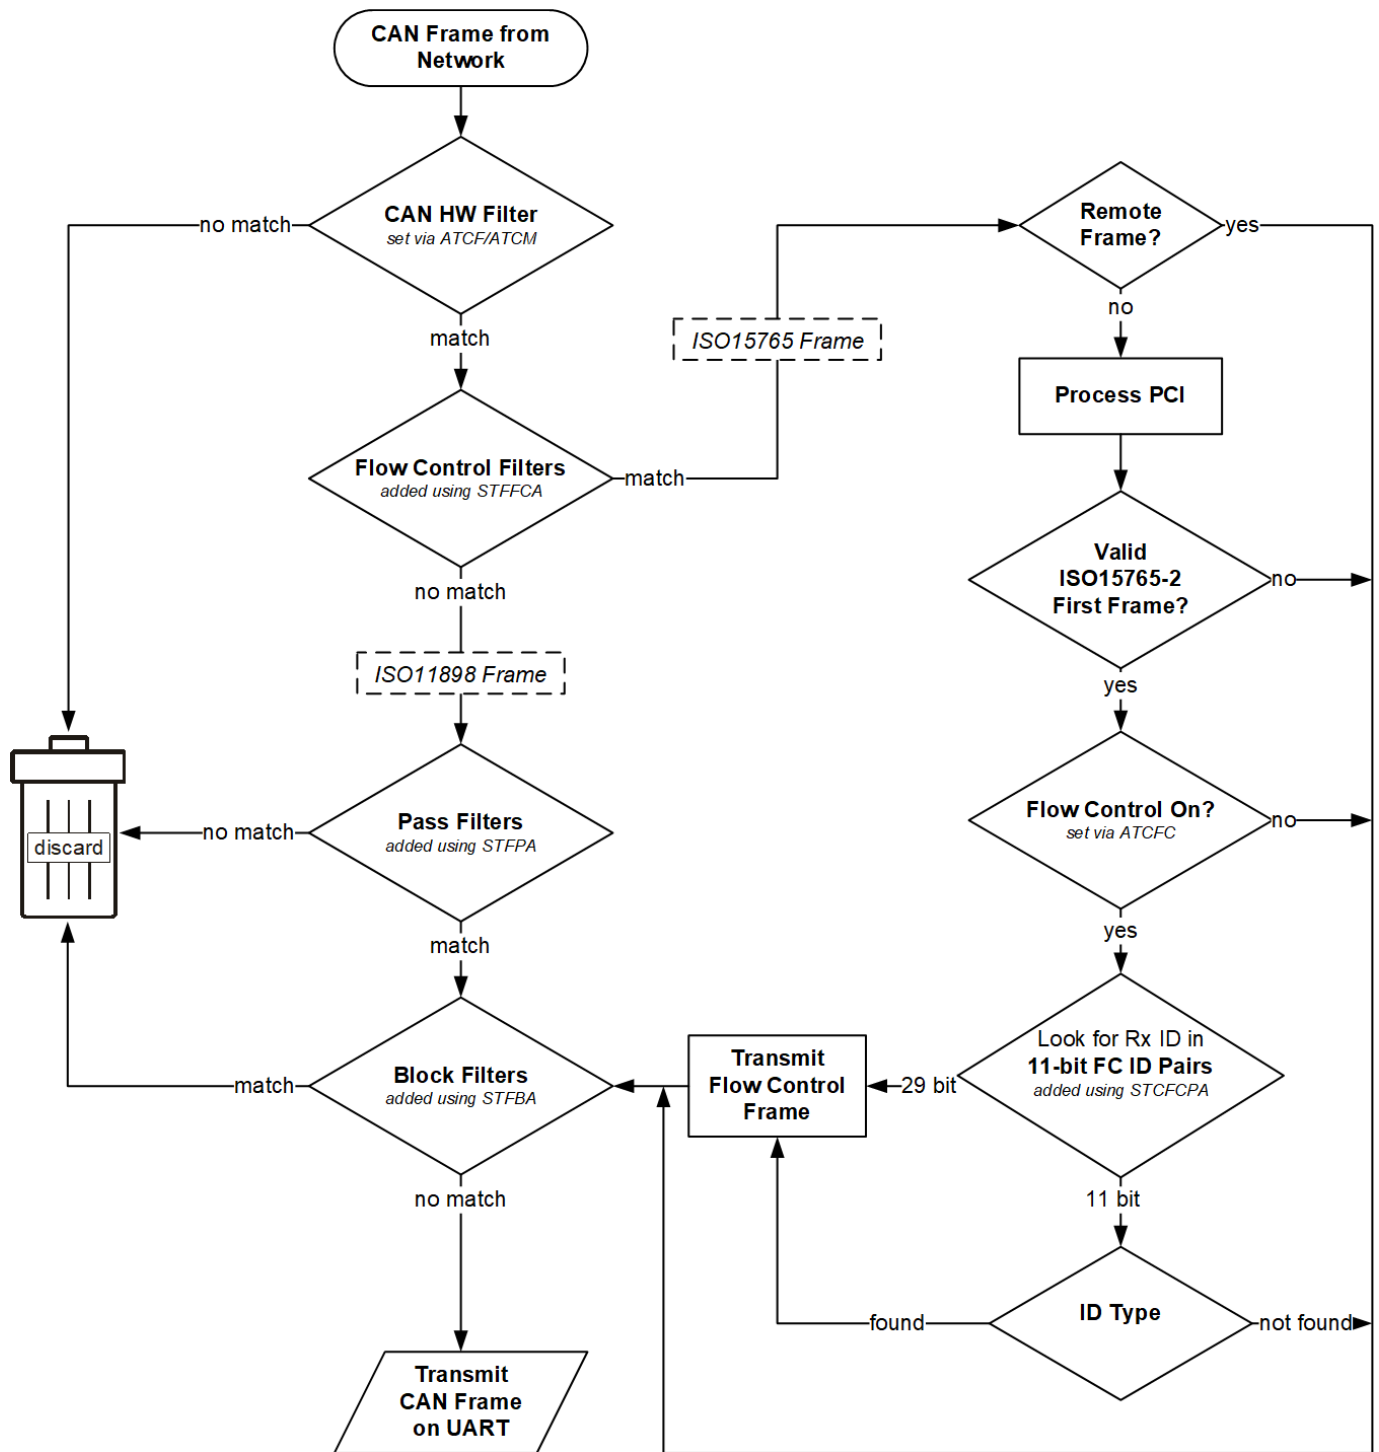 CAN Frame from
Network
CAN HW Filter
set via ATCF/ATCM
no match
match
Flow Control Filters
added using STFFCA
match
no match
ISO15765 Frame
ISO11898 Frame
Pass Filters
added using STFPA
no match
discard
match
Block Filters
added using STFBA
match
no match
Transmit
CAN Frame
on UART
Remote
Frame?
yes
no
Process PCI
Valid
ISO15765-2
First Frame?
no
yes
Flow Control On?
set via ATCFC
no
yes
Look for Rx ID in
11-bit FC ID Pairs
added using STCFCPA
29 bit
Transmit
Flow Control
Frame
11 bit
ID Type
found
not found